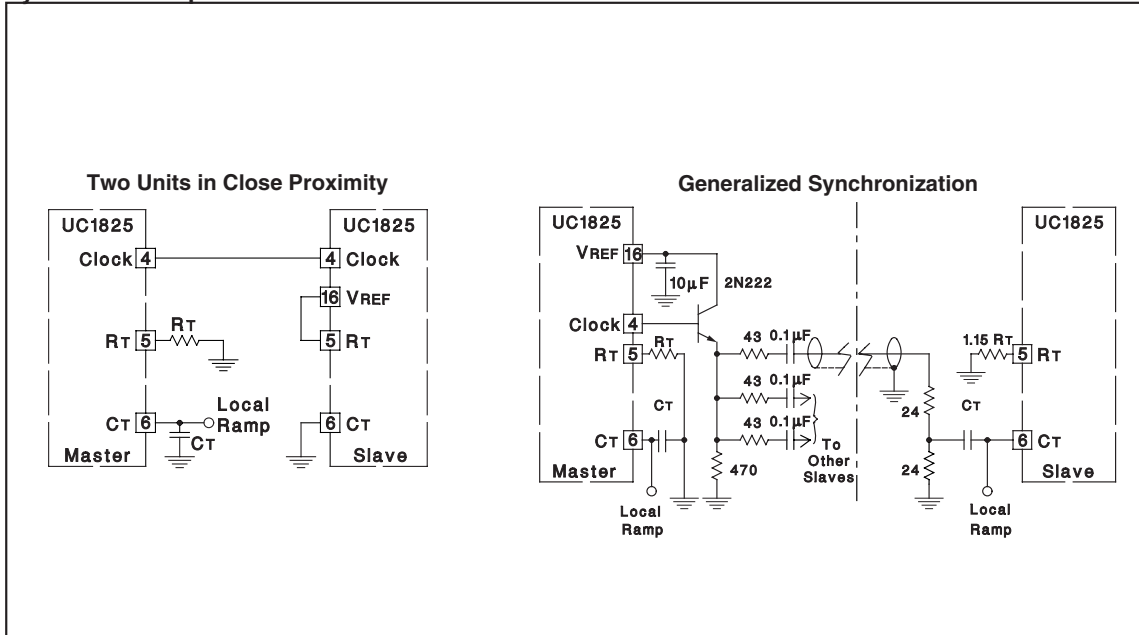 Two Units in Close Proximity
UC1825
Clock 4
RT 5
RT
CT 6
CT
Local
Ramp
Master
UC1825
4 Clock
16 VREF
5 RT
6 CT
Slave
Generalized Synchronization
UC1825
VREF 16
10μF
2N222
Clock 4
RT 5
RT
43 0.1μF
43 0.1μF
43 0.1μF
CT
CT 6
470
To
Other
Slaves
Master
Local
Ramp
UC1825
1.15 RT
5 RT
24
CT
6 CT
24
Slave
Local
Ramp